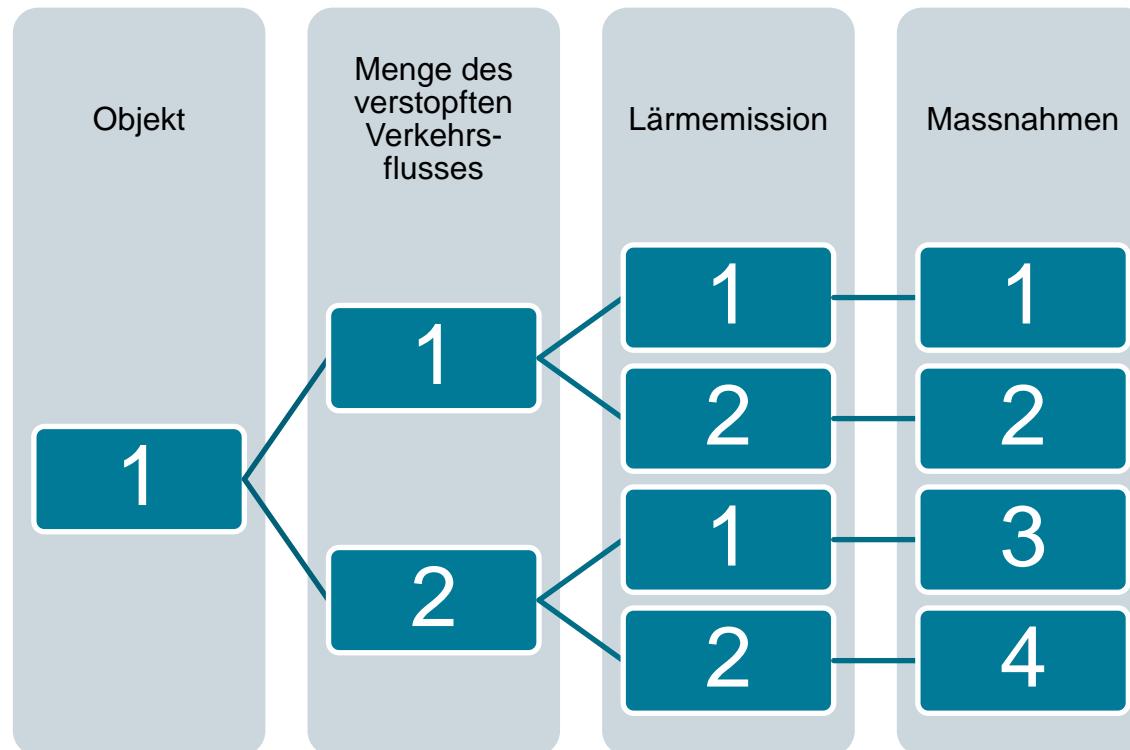 Objekt
Menge des
verstopften
Verkehrs-
flusses
Lärmemission
Massnahmen
1
1
2
1
2
1
2
1
2
3
4